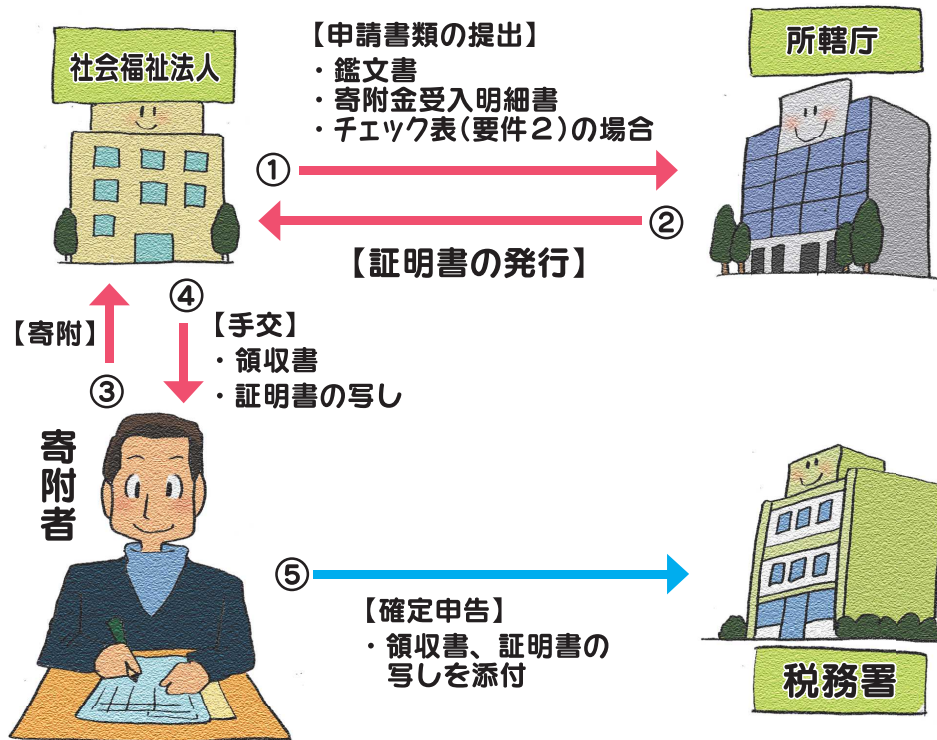 社会福祉法人
【申請書類の提出】
・鑑文書
・寄附金受入明細書
・チェック表(要件2)の場合
所轄庁
①
②
【証明書の発行】
【寄附】
③
④
【手交】
・領収書
・証明書の写し
寄附者
⑤
【確定申告】
・領収書、証明書の
写しを添付
税務署